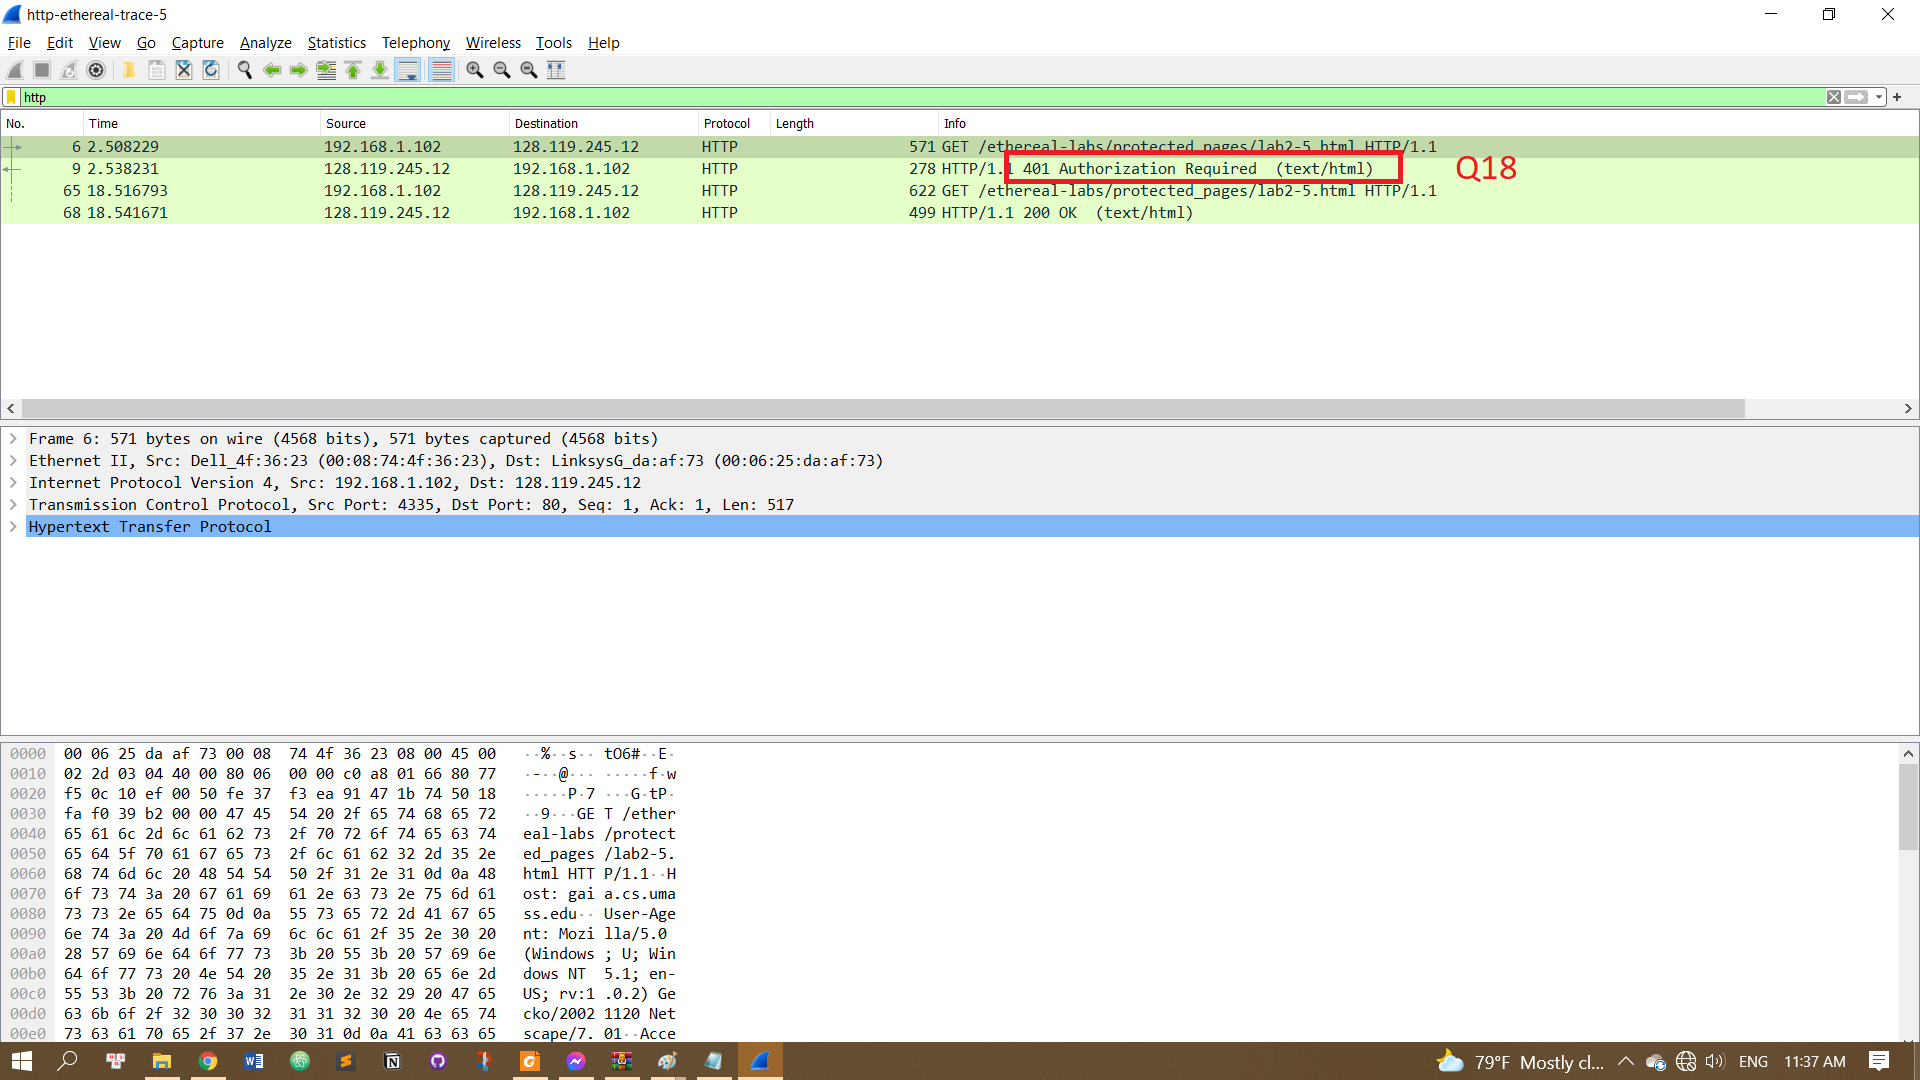 http-ethereal-trace-5
File Edit View Go Capture Analyze Statistics Telephony Wireless Tools Help
http
No. Time Source Destination Protocol Length Info
6 2.508229 192.168.1.102 128.119.245.12 HTTP 571 GET /ethereal-labs/protected_pages/lab2-5.html HTTP/1.1
9 2.538231 128.119.245.12 192.168.1.102 HTTP 278 HTTP/1.1 401 Authorization Required (text/html)
Q18
65 18.516793 192.168.1.102 128.119.245.12 HTTP 622 GET /ethereal-labs/protected_pages/lab2-5.html HTTP/1.1
68 18.541671 128.119.245.12 192.168.1.102 HTTP 499 HTTP/1.1 200 OK (text/html)
Frame 6: 571 bytes on wire (4568 bits), 571 bytes captured (4568 bits)
Ethernet II, Src: Dell_4f:36:23 (00:08:74:4f:36:23), Dst: LinksysG_da:af:73 (00:06:25:da:af:73)
Internet Protocol Version 4, Src: 192.168.1.102, Dst: 128.119.245.12
Transmission Control Protocol, Src Port: 4335, Dst Port: 80, Seq: 1, Ack: 1, Len: 517
Hypertext Transfer Protocol
0000 00 06 25 da af 73 00 08 74 4f 36 23 08 00 45 00 ··%··s·· tO6#··E·
0010 02 2d 03 04 40 00 80 06 00 00 c0 a8 01 66 80 77 ·-··@··· ·····f·w
0020 f5 0c 10 ef 00 50 fe 37 f3 ea 91 47 1b 74 50 18 ·····P·7 ···G·tP·
0030 fa f0 39 b2 00 00 47 45 54 20 2f 65 74 68 65 72 ··9···GE T /ether
0040 65 61 6c 2d 6c 61 62 73 2f 70 72 6f 74 65 63 74 eal-labs /protect
0050 65 64 5f 70 61 67 65 73 2f 6c 61 62 32 2d 35 2e ed_pages /lab2-5.
0060 68 74 6d 6c 20 48 54 54 50 2f 31 2e 31 0d 0a 48 html HTT P/1.1··H
0070 6f 73 74 3a 20 67 61 69 61 2e 63 73 2e 75 6d 61 ost: gai a.cs.uma
0080 73 73 2e 65 64 75 0d 0a 55 73 65 72 2d 41 67 65 ss.edu·· User-Age
0090 6e 74 3a 20 4d 6f 7a 69 6c 6c 61 2f 35 2e 30 20 nt: Mozi lla/5.0
00a0 28 57 69 6e 64 6f 77 73 3b 20 55 3b 20 57 69 6e (Windows ; U; Win
00b0 64 6f 77 73 20 4e 54 20 35 2e 31 3b 20 65 6e 2d dows NT 5.1; en-
00c0 55 53 3b 20 72 76 3a 31 2e 30 2e 32 29 20 47 65 US; rv:1 .0.2) Ge
00d0 63 6b 6f 2f 32 30 30 32 31 31 32 30 20 4e 65 74 cko/2002 1120 Net
00e0 73 63 61 70 65 2f 37 2e 30 31 0d 0a 41 63 63 65 scape/7. 01··Acce
79°F Mostly cl... ENG 11:37 AM